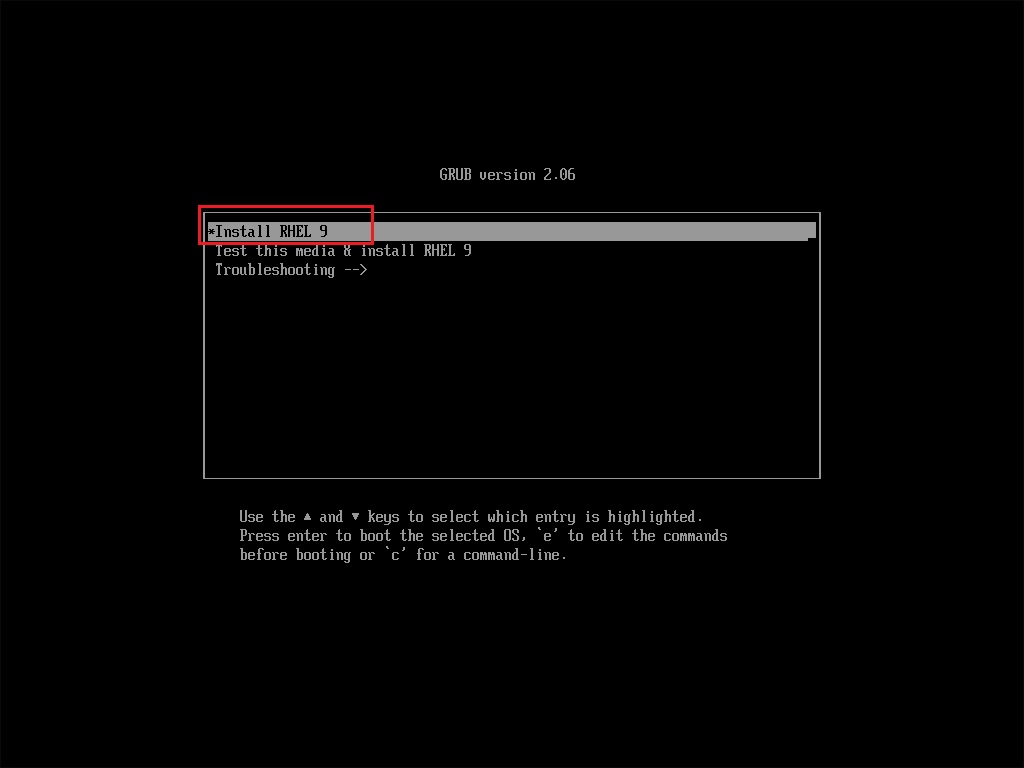 GRUB version 2.06
*Install RHEL 9
Test this media & install RHEL 9
Troubleshooting -->
Use the ▲ and ▼ keys to select which entry is highlighted.
Press enter to boot the selected OS, `e' to edit the commands
before booting or `c' for a command-line.